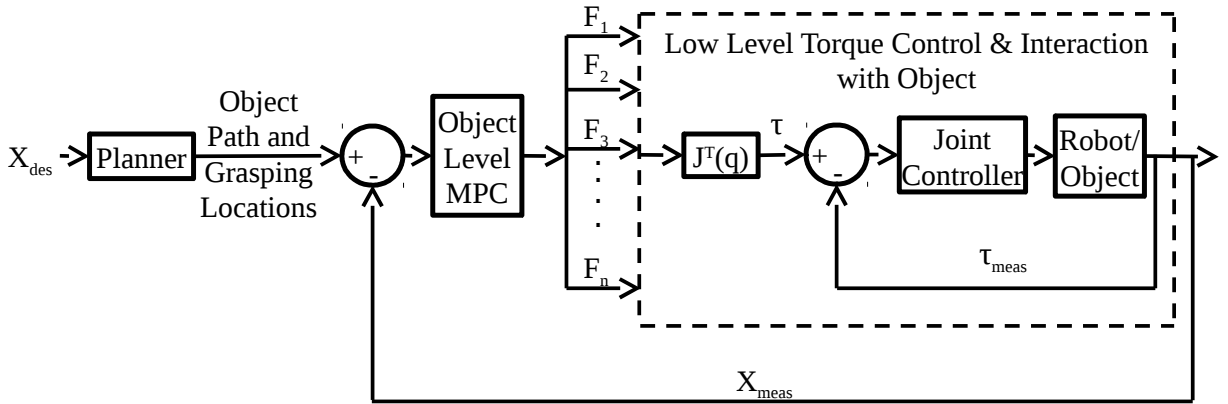 X_des
Planner
Object
Path and
Grasping
Locations
+
-
Object
Level
MPC
F_1
F_2
F_3
.
.
.
.
F_n
Low Level Torque Control & Interaction
with Object
J^T(q)
τ
+
-
Joint
Controller
Robot/
Object
τ_meas
X_meas